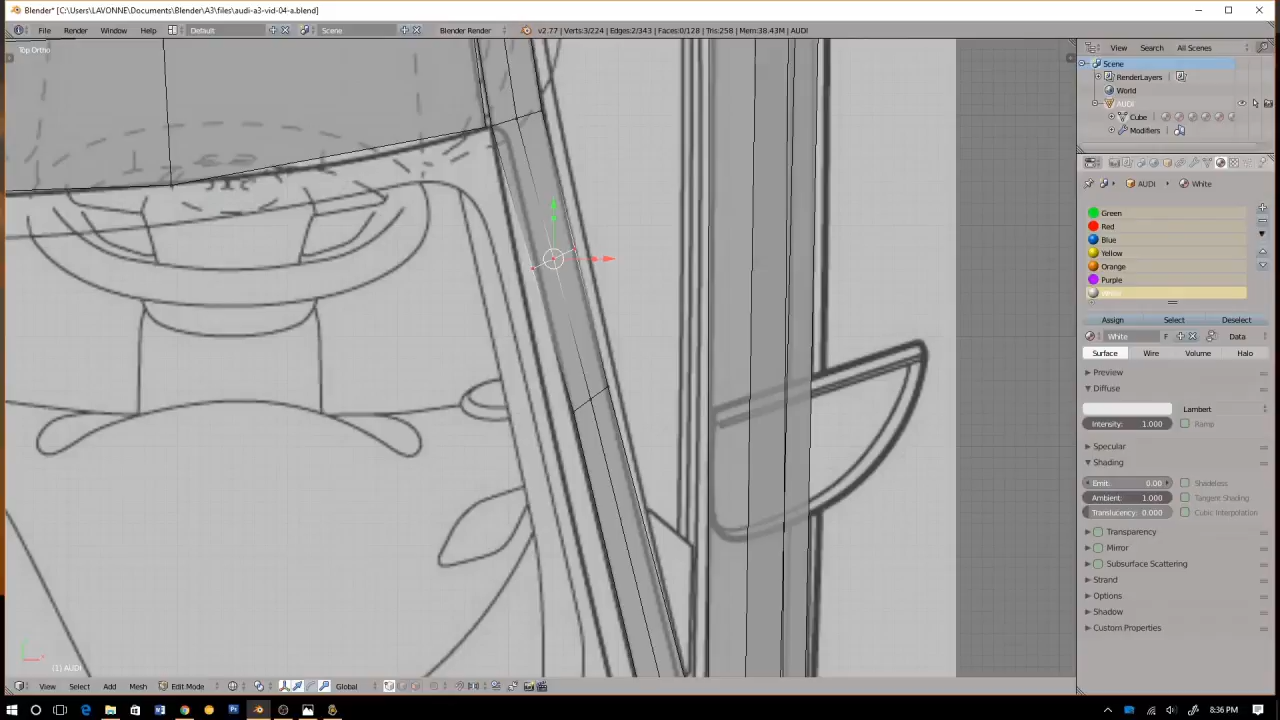 Blender* [C:\Users\LAVONNE\Documents\Blender\A3\files\audi-a3-vid-04-a.blend]
File Render Window Help Default Scene Blender Render v2.77 | Verts:3/224 | Edges:2/343 | Faces:0/128 | Tris:258 | Mem:38.43M | AUDI
View Search All Scenes
Top Ortho
Scene
RenderLayers
World
AUDI
Cube
Modifiers
AUDI White
Green
Red
Blue
Yellow
Orange
Purple
White
Assign Select Deselect
White F Data
Surface Wire Volume Halo
Preview
Diffuse
Lambert
Intensity: 1.000 Ramp
Specular
Shading
Emit: 0.00 Shadeless
Ambient: 1.000 Tangent Shading
Translucency: 0.000 Cubic Interpolation
Transparency
Mirror
Subsurface Scattering
Strand
Options
Shadow
Custom Properties
(1) AUDI
View Select Add Mesh Edit Mode Global
8:36 PM